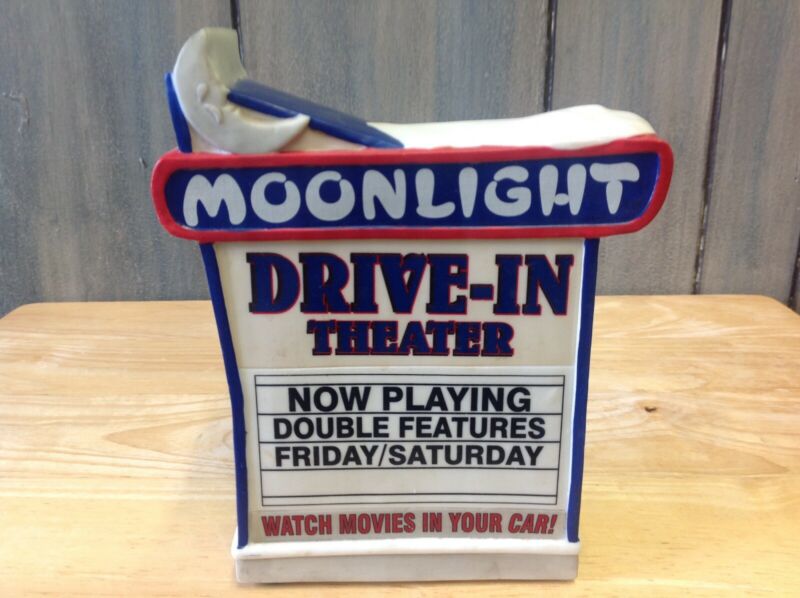 MOONLIGHT
DRIVE-IN
THEATER
NOW PLAYING
DOUBLE FEATURES
FRIDAY/SATURDAY
WATCH MOVIES IN YOUR CAR!